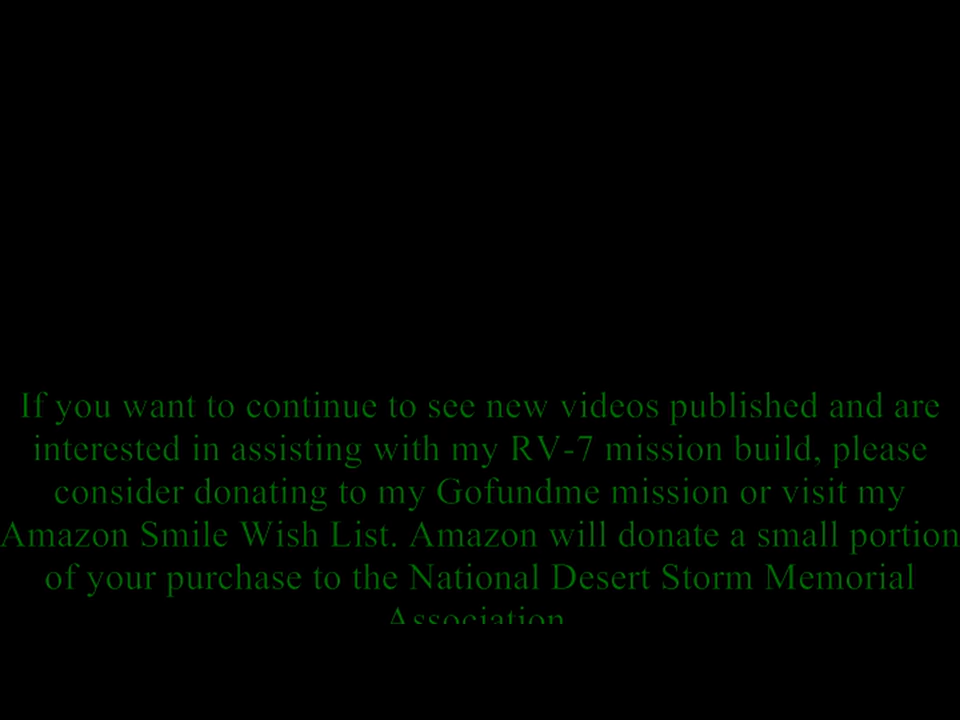 If you want to continue to see new videos published and are
interested in assisting with my RV-7 mission build, please
consider donating to my Gofundme mission or visit my
Amazon Smile Wish List. Amazon will donate a small portion
of your purchase to the National Desert Storm Memorial
Association